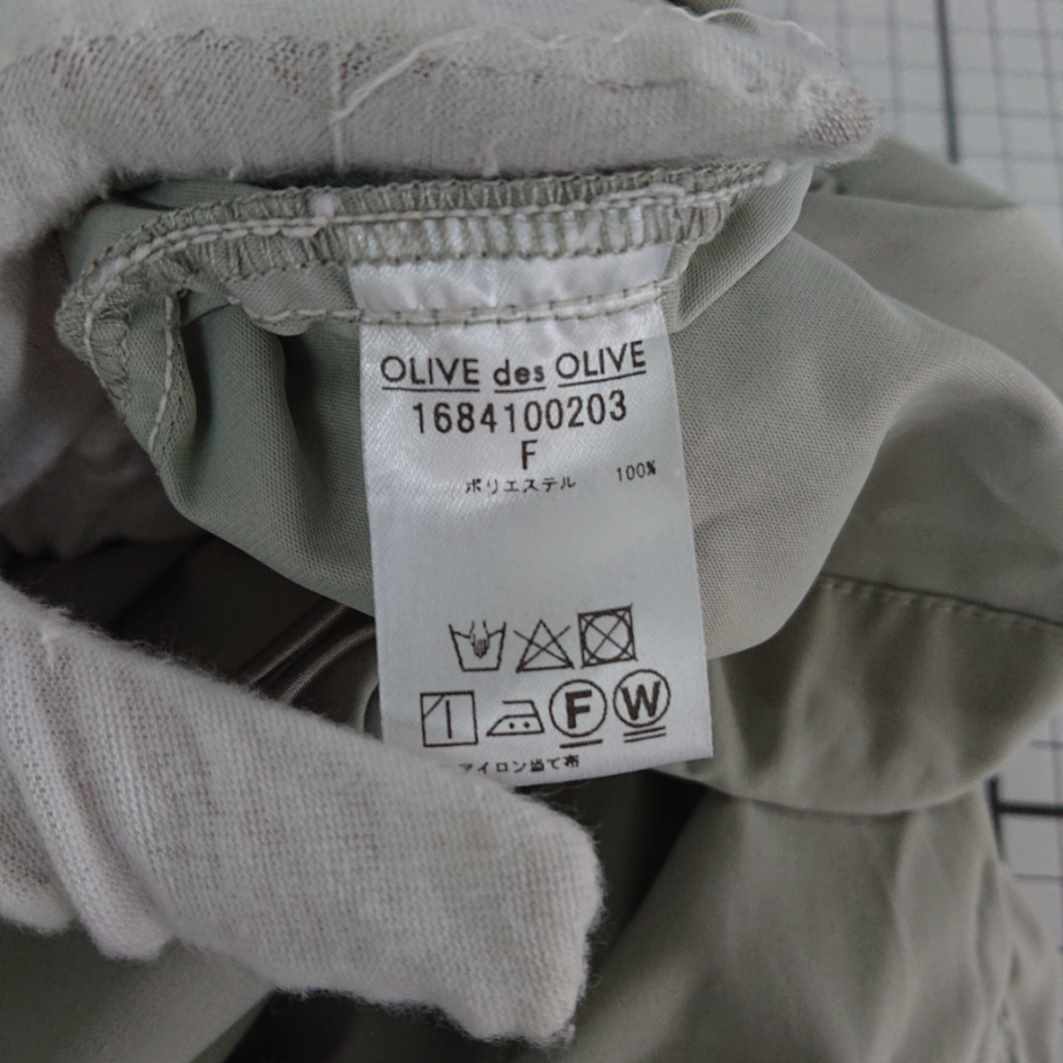 OLIVE des OLIVE
1684100203
F
ポリエステル 100%
F W
アイロン当て布